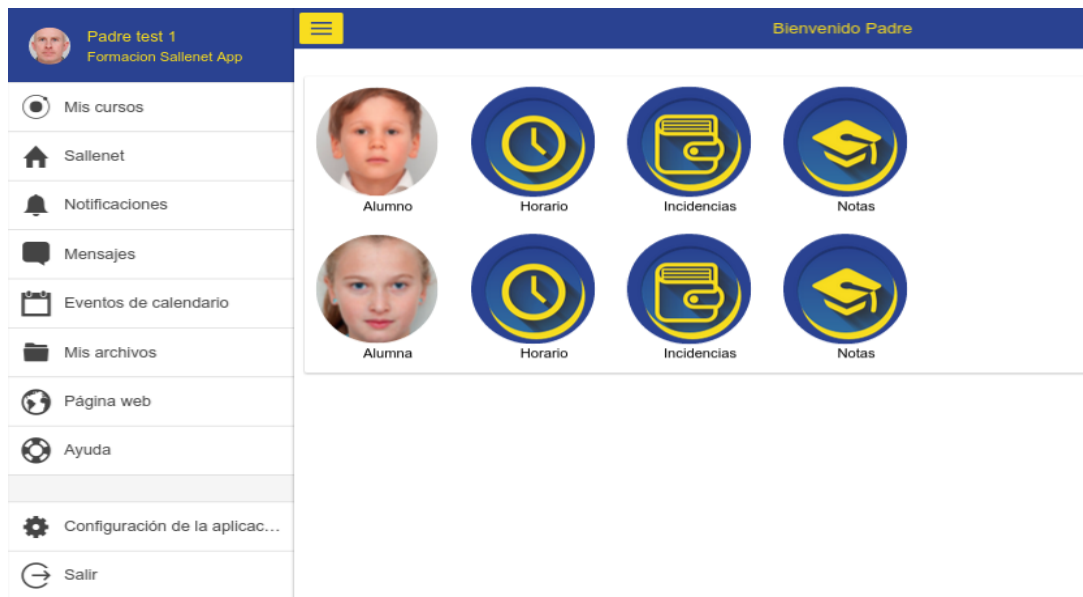 Padre test 1
Formacion Sallenet App
Bienvenido Padre
Mis cursos
Sallenet
Notificaciones
Mensajes
Eventos de calendario
Mis archivos
Página web
Ayuda
Configuración de la aplicac...
Salir
Alumno Horario Incidencias Notas
Alumna Horario Incidencias Notas